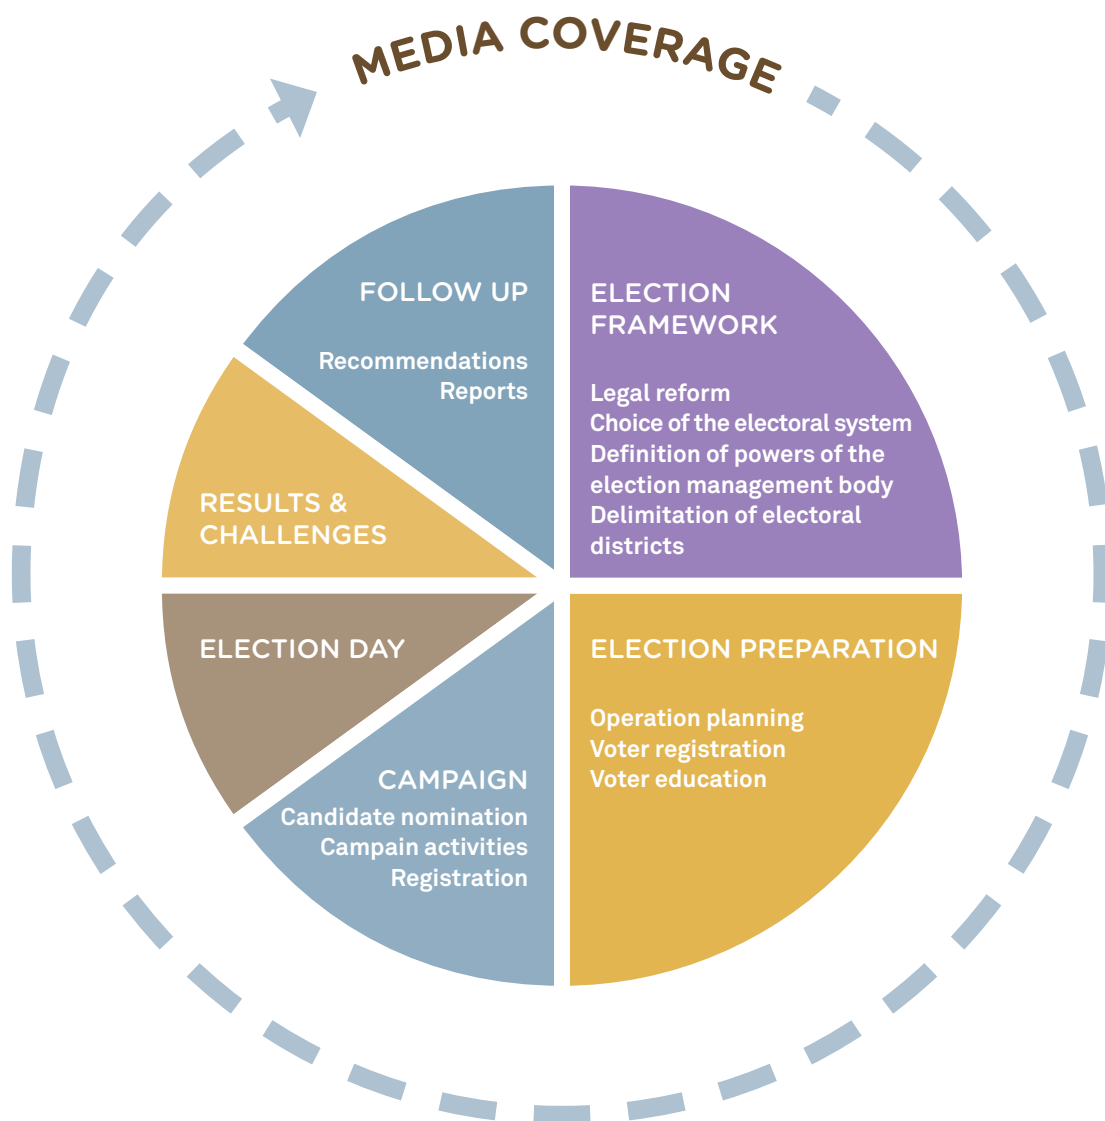 MEDIA COVERAGE
ELECTION
FRAMEWORK
Legal reform
Choice of the electoral system
Definition of powers of the
election management body
Delimitation of electoral
districts
ELECTION PREPARATION
Operation planning
Voter registration
Voter education
CAMPAIGN
Candidate nomination
Campain activities
Registration
ELECTION DAY
RESULTS &
CHALLENGES
FOLLOW UP
Recommendations
Reports